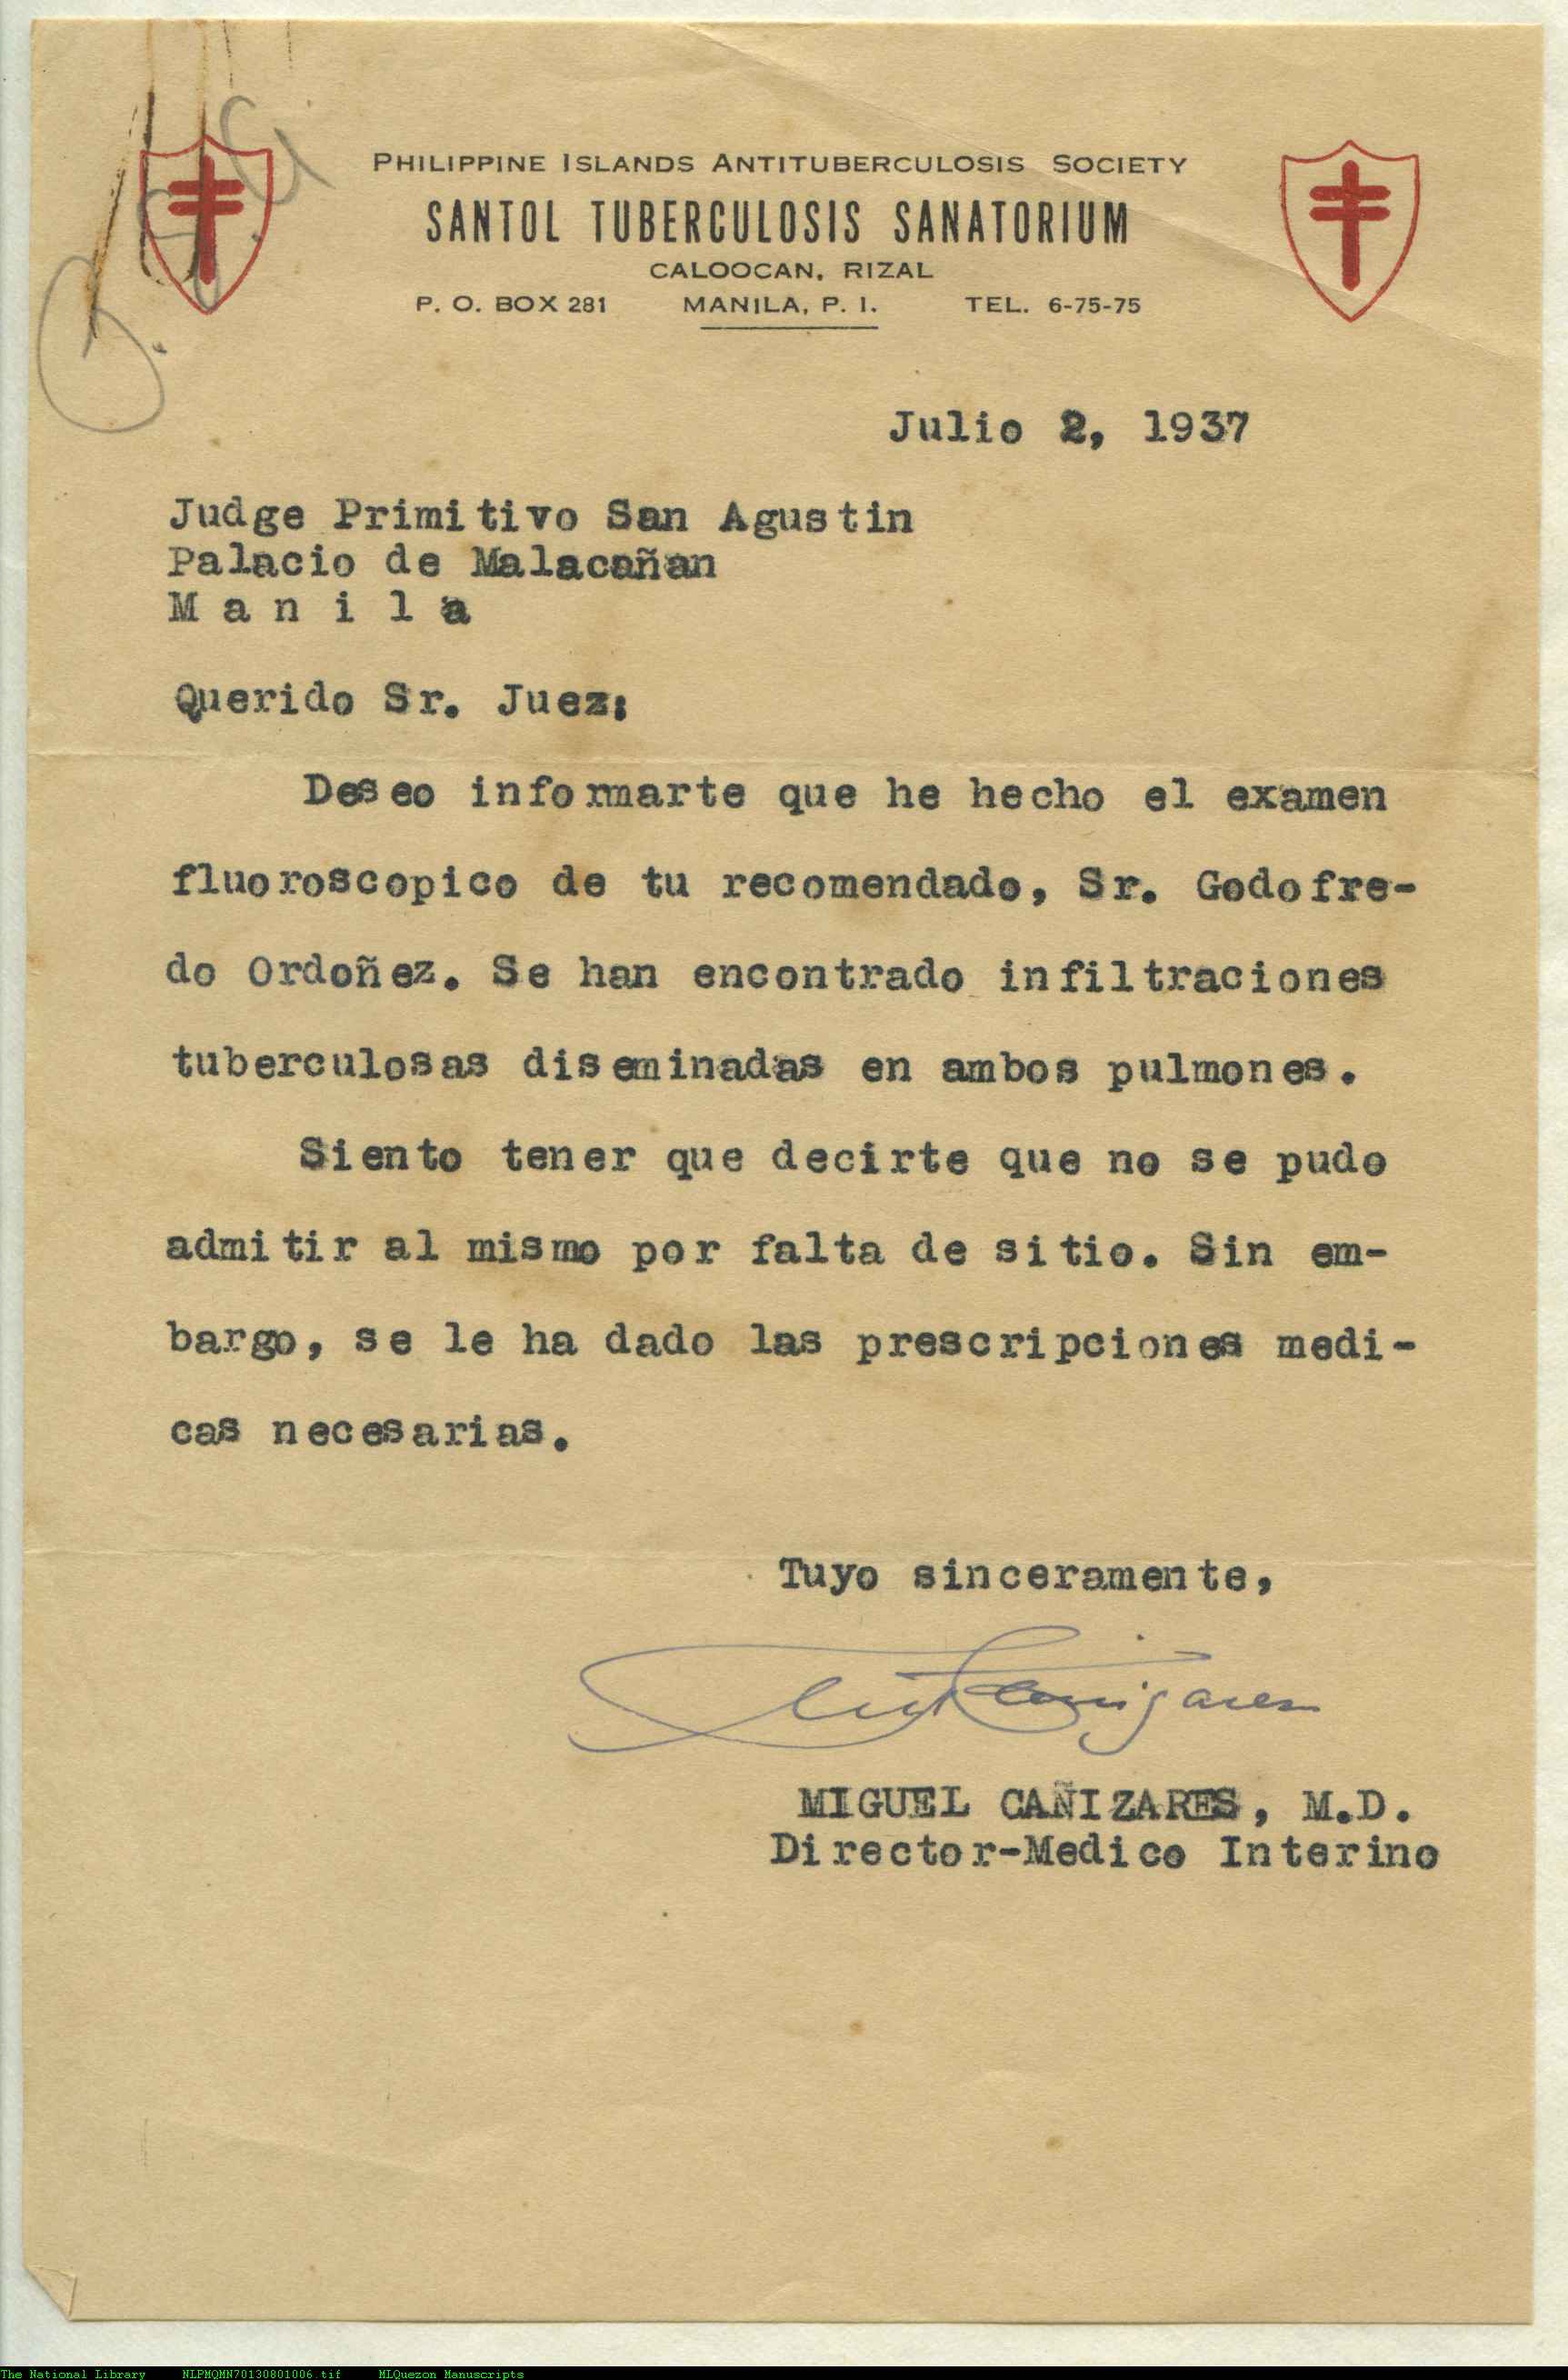 PHILIPPINE ISLANDS ANTITUBERCULOSIS SOCIETY
SANTOL TUBERCULOSIS SANATORIUM
CALOOCAN, RIZAL
P. O. BOX 281 MANILA, P. I. TEL. 6-75-75
Julio 2, 1937
Judge Primitivo San Agustin
Palacio de Malacañan
M a n i l a
Querido Sr. Juez:
Deseo informarte que he hecho el examen
fluoroscopico de tu recomendado, Sr. Godofre-
do Ordoñez. Se han encontrado infiltraciones
tuberculosas diseminadas en ambos pulmones.
Siento tener que decirte que no se pudo
admitir al mismo por falta de sitio. Sin em-
bargo, se le ha dado las prescripciones medi-
cas necesarias.
Tuyo sinceramente,
MIGUEL CAÑIZARES, M.D.
Director-Medico Interino
The National Library NLPMQMN70130801006.tif MLQuezon Manuscripts